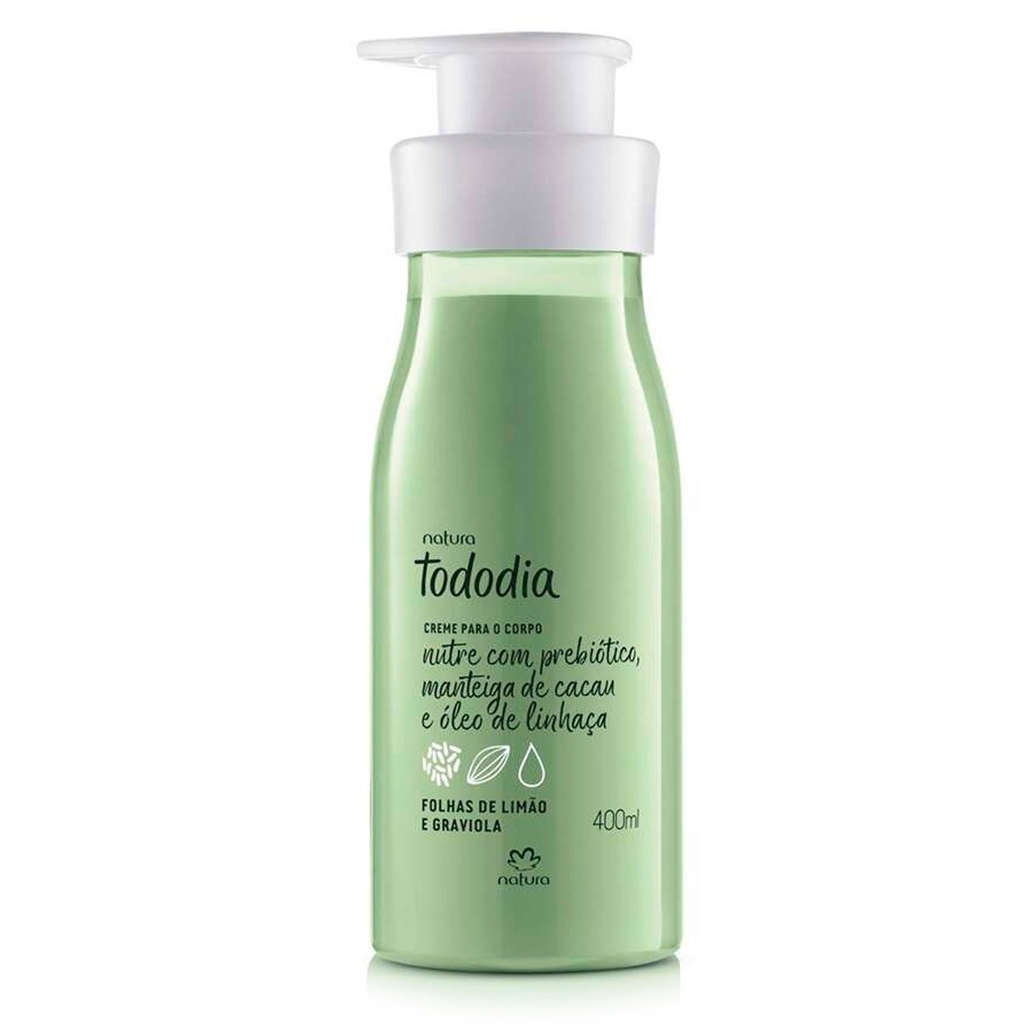 natura
tododia
CREME PARA O CORPO
nutre com prebiótico,
manteiga de cacau
e óleo de linhaça
FOLHAS DE LIMÃO
E GRAVIOLA
400ml
natura